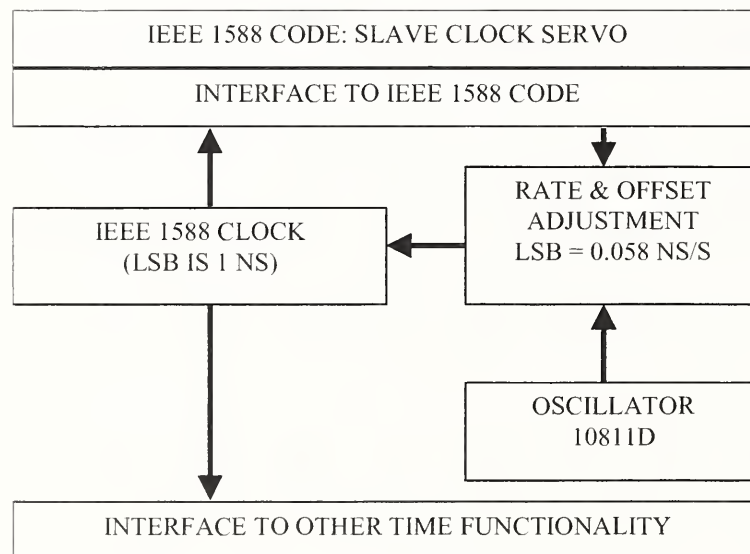 IEEE 1588 CODE: SLAVE CLOCK SERVO
INTERFACE TO IEEE 1588 CODE
RATE & OFFSET
ADJUSTMENT
LSB = 0.058 NS/S
IEEE 1588 CLOCK
(LSB IS 1 NS)
OSCILLATOR
10811D
INTERFACE TO OTHER TIME FUNCTIONALITY